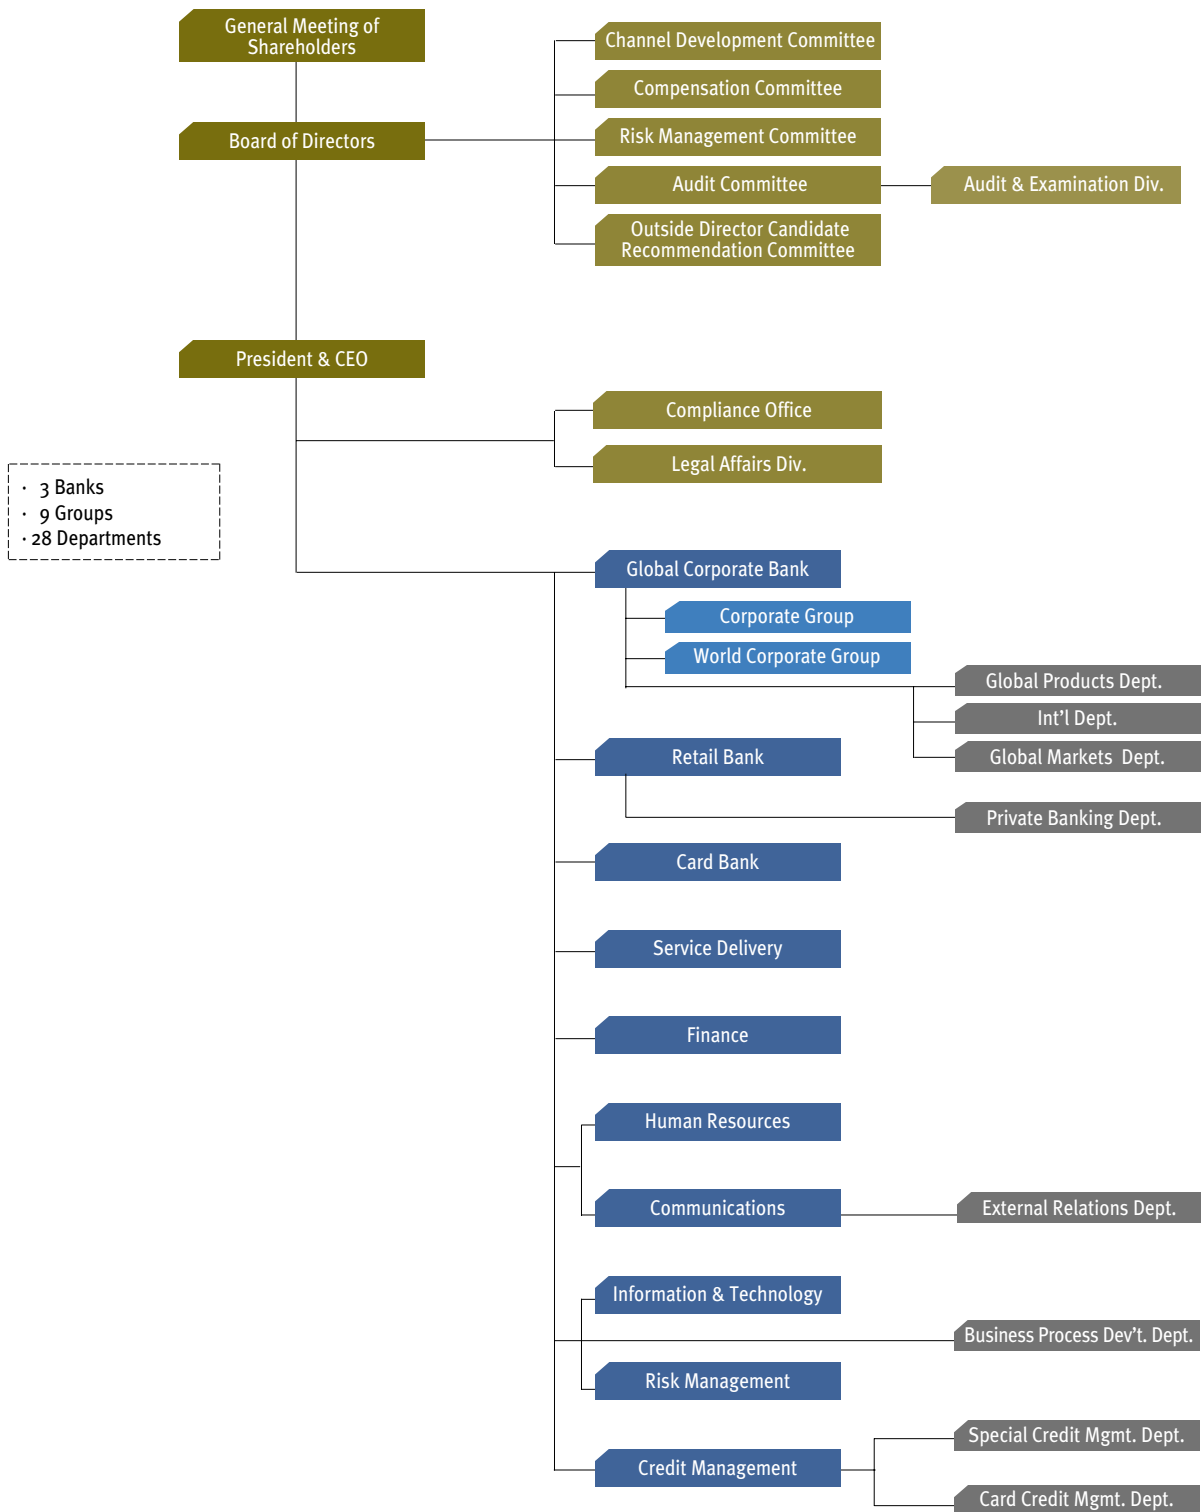 General Meeting of
Shareholders
Channel Development Committee
Compensation Committee
Board of Directors
Risk Management Committee
Audit Committee
Audit & Examination Div.
Outside Director Candidate
Recommendation Committee
President & CEO
Compliance Office
Legal Affairs Div.
· 3 Banks
· 9 Groups
· 28 Departments
Global Corporate Bank
Corporate Group
World Corporate Group
Global Products Dept.
Int’l Dept.
Global Markets Dept.
Retail Bank
Private Banking Dept.
Card Bank
Service Delivery
Finance
Human Resources
Communications
External Relations Dept.
Information & Technology
Business Process Dev’t. Dept.
Risk Management
Special Credit Mgmt. Dept.
Credit Management
Card Credit Mgmt. Dept.